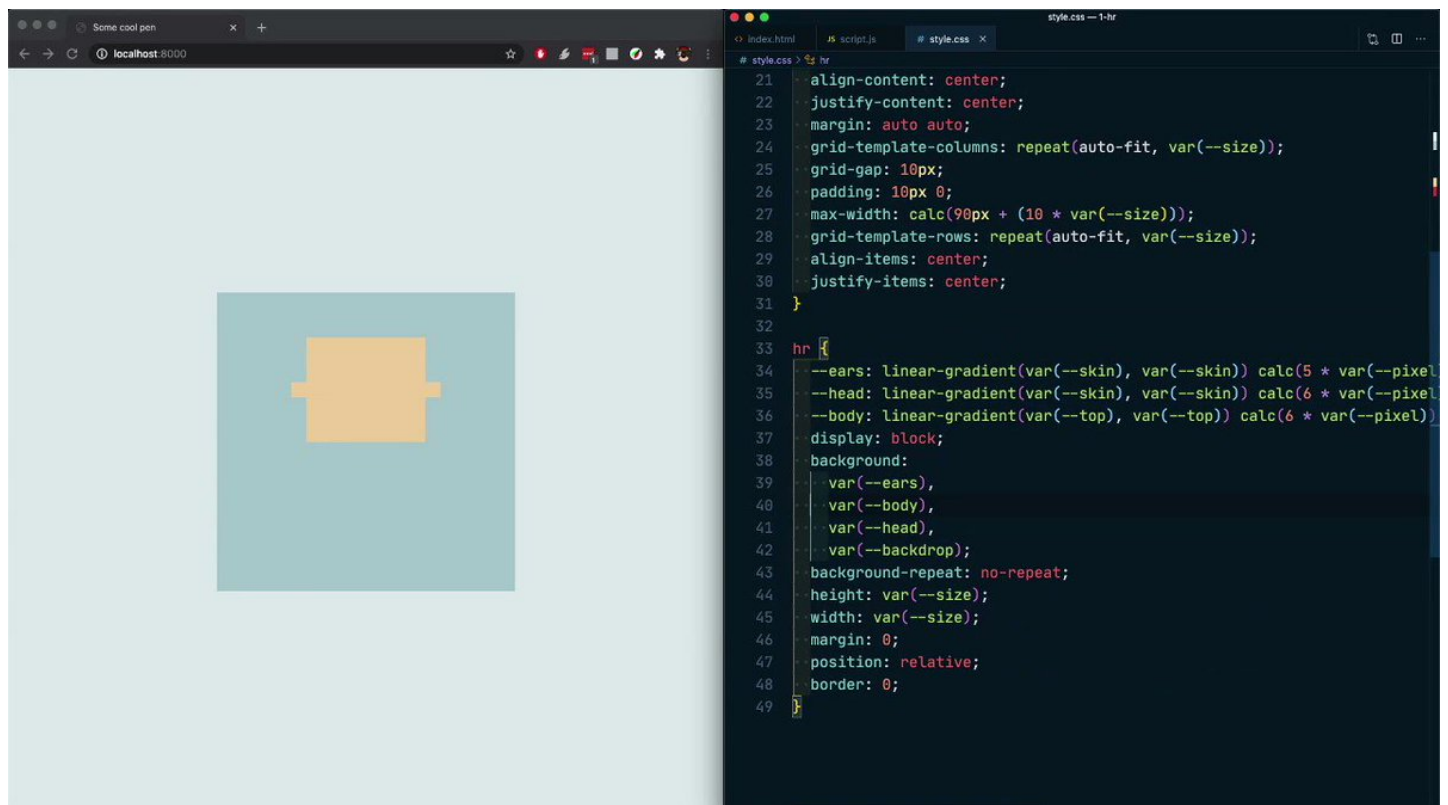 Some cool pen
localhost:8000
1
style.css — 1-hr
index.html
JS script.js
# style.css
# style.css > hr
21 align-content: center;
22 justify-content: center;
23 margin: auto auto;
24 grid-template-columns: repeat(auto-fit, var(--size));
25 grid-gap: 10px;
26 padding: 10px 0;
27 max-width: calc(90px + (10 * var(--size)));
28 grid-template-rows: repeat(auto-fit, var(--size));
29 align-items: center;
30 justify-items: center;
31 }
32
33 hr {
34 --ears: linear-gradient(var(--skin), var(--skin)) calc(5 * var(--pixel)
35 --head: linear-gradient(var(--skin), var(--skin)) calc(6 * var(--pixel)
36 --body: linear-gradient(var(--top), var(--top)) calc(6 * var(--pixel))
37 display: block;
38 background:
39 var(--ears),
40 var(--body),
41 var(--head),
42 var(--backdrop);
43 background-repeat: no-repeat;
44 height: var(--size);
45 width: var(--size);
46 margin: 0;
47 position: relative;
48 border: 0;
49 }